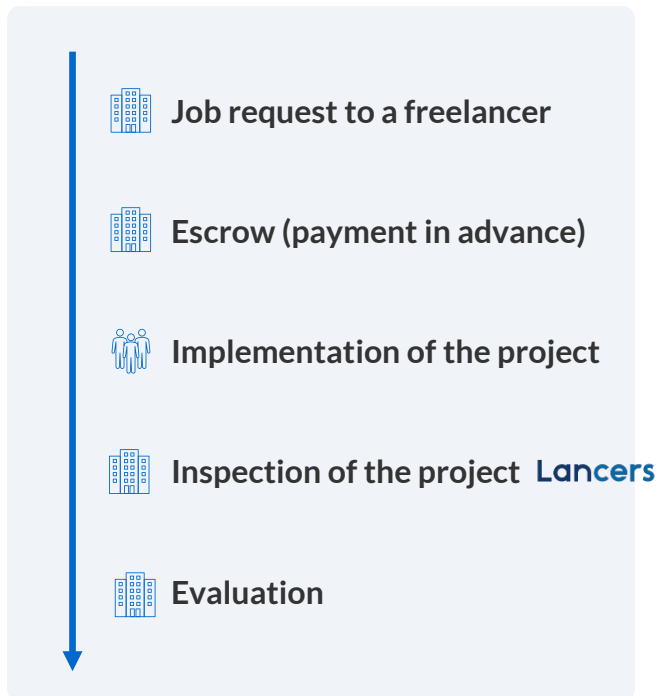 Job request to a freelancer
Escrow (payment in advance)
Implementation of the project
Inspection of the project Lancers
Evaluation